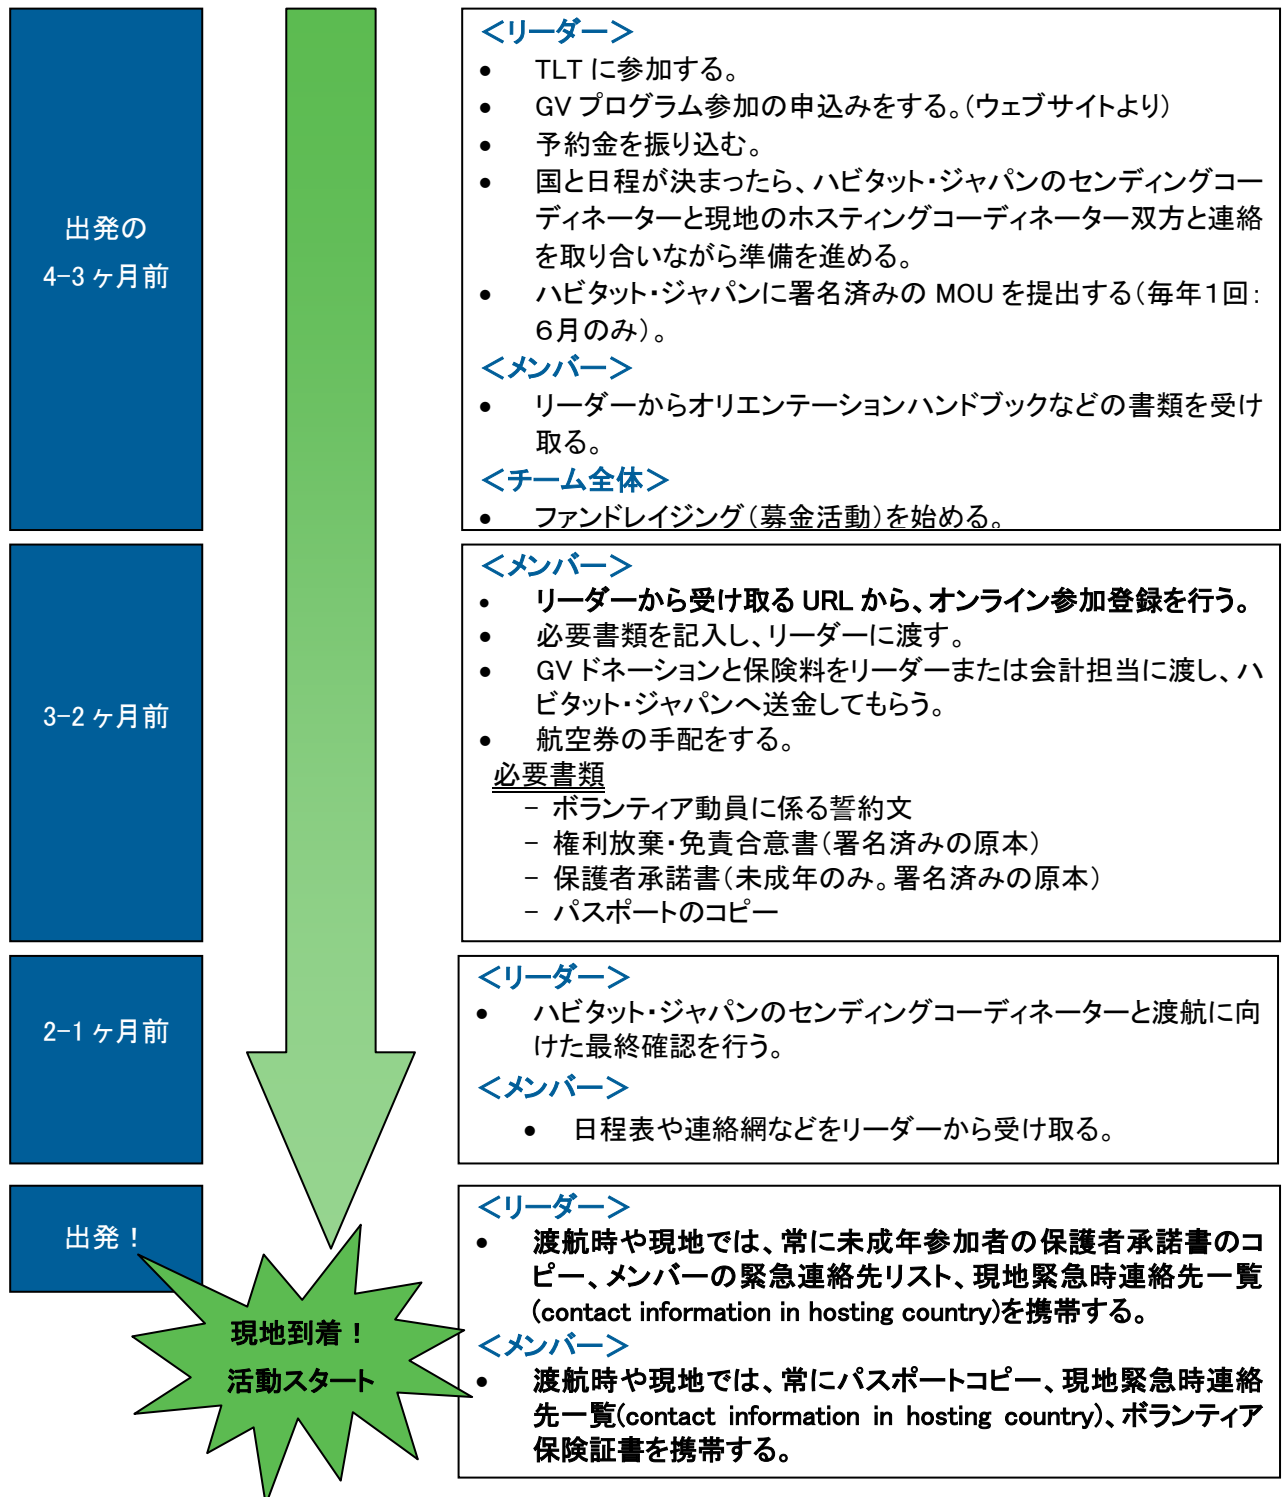 出発の
4-3ヶ月前
＜リーダー＞
• TLTに参加する。
• GVプログラム参加の申込みをする。（ウェブサイトより）
• 予約金を振り込む。
• 国と日程が決まったら、ハビタット・ジャパンのセンディングコー
ディネーターと現地のホスティングコーディネーター双方と連絡
を取り合いながら準備を進める。
• ハビタット・ジャパンに署名済みの MOU を提出する（毎年１回：
６月のみ）。
＜メンバー＞
• リーダーからオリエンテーションハンドブックなどの書類を受け
取る。
＜チーム全体＞
• ファンドレイジング（募金活動）を始める。
3-2ヶ月前
＜メンバー＞
• リーダーから受け取る URL から、オンライン参加登録を行う。
• 必要書類を記入し、リーダーに渡す。
• GVドネーションと保険料をリーダーまたは会計担当に渡し、ハ
ビタット・ジャパンへ送金してもらう。
• 航空券の手配をする。
必要書類
- ボランティア動員に係る誓約文
- 権利放棄・免責合意書（署名済みの原本）
- 保護者承諾書（未成年のみ。署名済みの原本）
- パスポートのコピー
2-1ヶ月前
＜リーダー＞
• ハビタット・ジャパンのセンディングコーディネーターと渡航に向
けた最終確認を行う。
＜メンバー＞
• 日程表や連絡網などをリーダーから受け取る。
出発！
現地到着！
活動スタート
＜リーダー＞
• 渡航時や現地では、常に未成年参加者の保護者承諾書のコ
ピー、メンバーの緊急連絡先リスト、現地緊急時連絡先一覧
(contact information in hosting country)を携帯する。
＜メンバー＞
• 渡航時や現地では、常にパスポートコピー、現地緊急時連絡
先一覧(contact information in hosting country)、ボランティア
保険証書を携帯する。